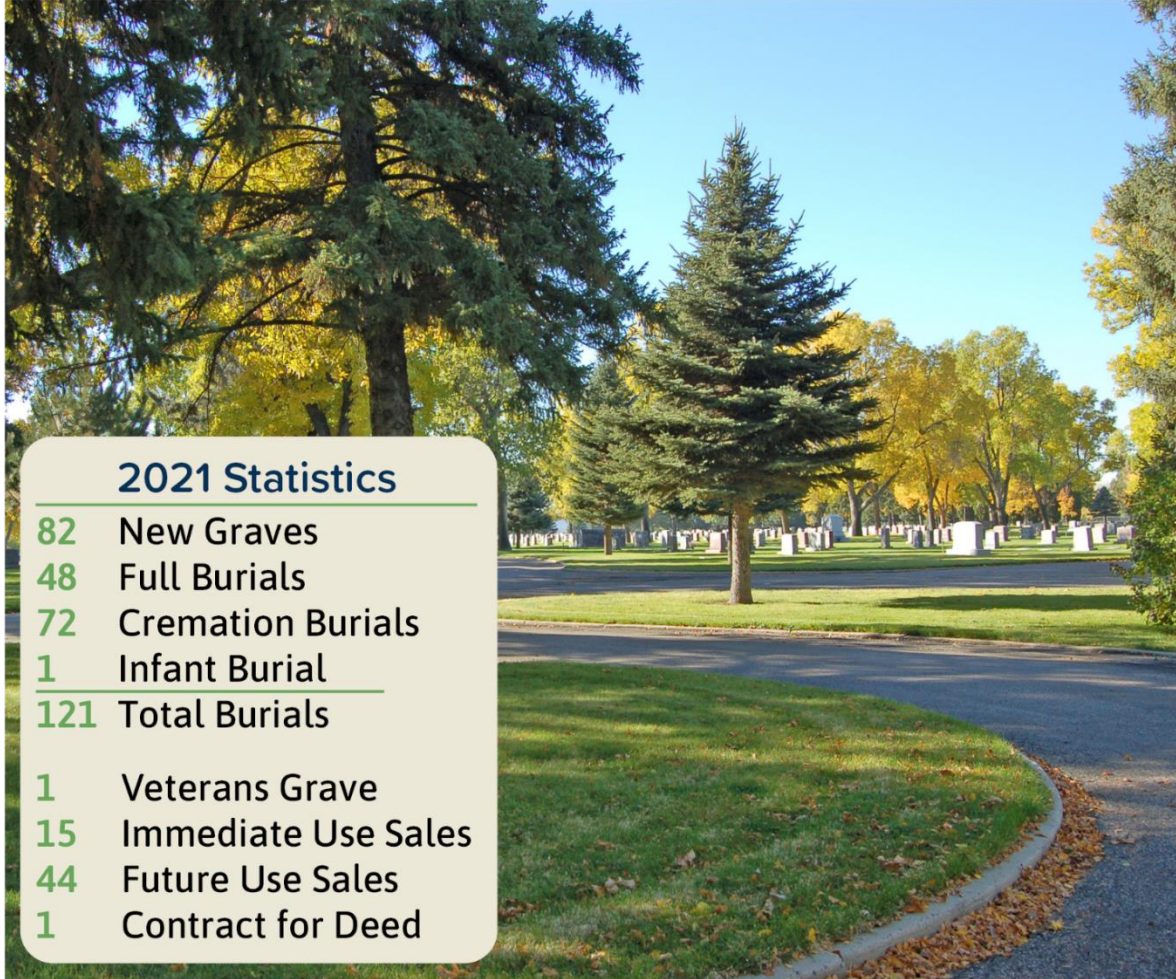 2021 Statistics
82 New Graves
48 Full Burials
72 Cremation Burials
1 Infant Burial
121 Total Burials
1 Veterans Grave
15 Immediate Use Sales
44 Future Use Sales
1 Contract for Deed